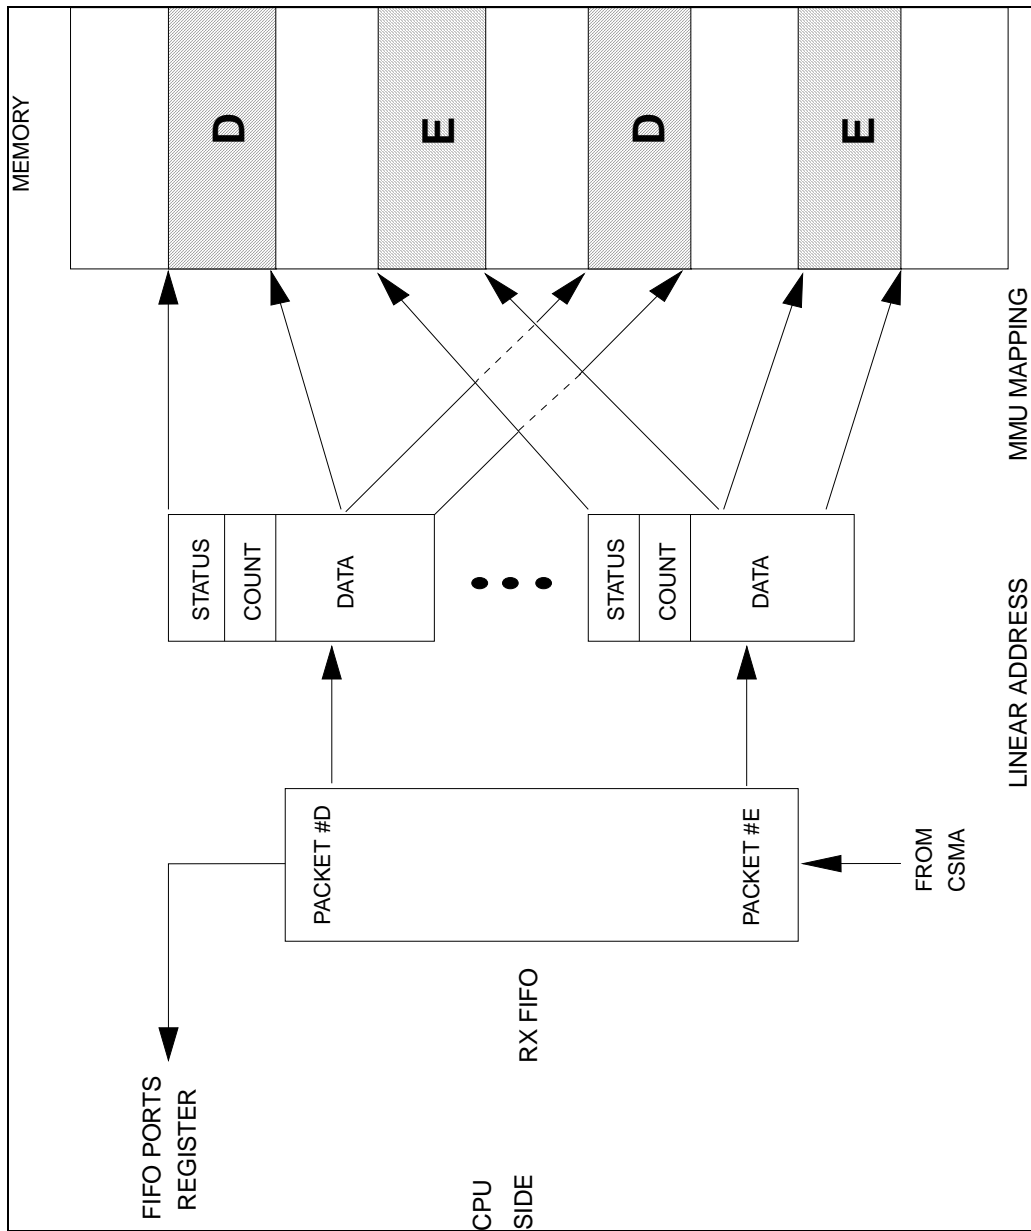 MEMORY
FIFO PORTS
REGISTER
STATUS
D
COUNT
PACKET #D
DATA
E
CPU
SIDE
RX FIFO
STATUS
D
COUNT
PACKET #E
DATA
E
FROM
CSMA
LINEAR ADDRESS
MMU MAPPING